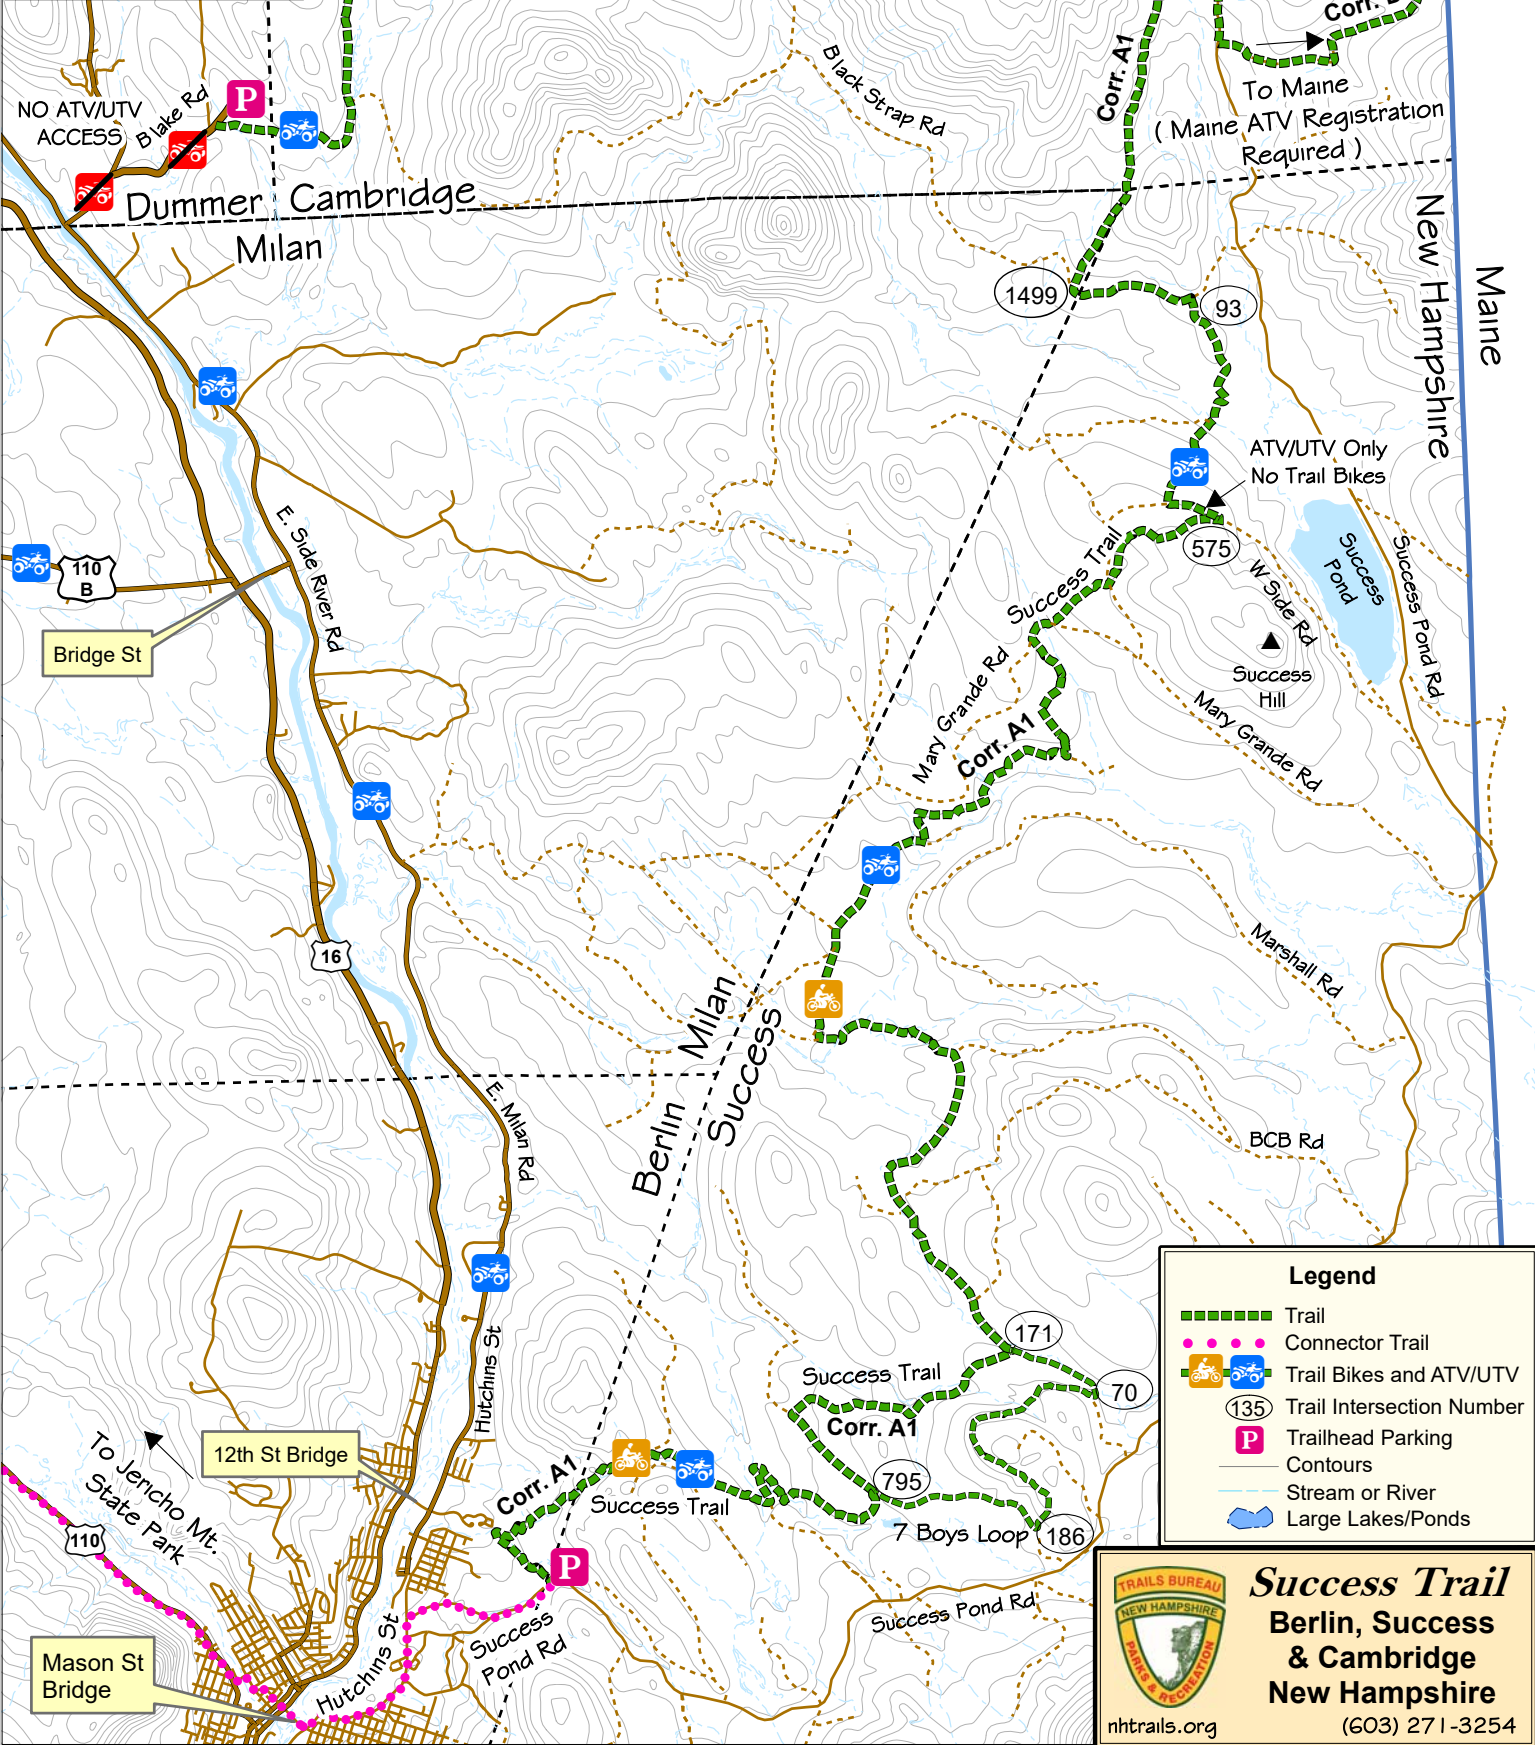 Corr. A1
Black Strap Rd
To Maine
( Maine ATV Registration
Required )
NO ATV/UTV
ACCESS
Blake Rd
P
Dummer
Cambridge
Milan
New Hampshire
Maine
1499
93
ATV/UTV Only
No Trail Bikes
575
Success Trail
W Side Rd
Success
Pond
Success Pond Rd
Success
Hill
Mary Grande Rd
Mary Grande Rd
Corr. A1
110
B
Bridge St
E. Side River Rd
16
Marshall Rd
Milan
Success
Berlin
E. Milan Rd
BCB Rd
171
70
Success Trail
Corr. A1
795
7 Boys Loop
186
Hutchins St
12th St Bridge
Corr. A1
Success Trail
P
To Jericho Mt.
State Park
110
Success Pond Rd
Success
Pond Rd
Hutchins St
Mason St
Bridge
Legend
Trail
Connector Trail
Trail Bikes and ATV/UTV
135
Trail Intersection Number
P
Trailhead Parking
Contours
Stream or River
Large Lakes/Ponds
TRAILS BUREAU
NEW HAMPSHIRE
PARKS & RECREATION
Success Trail
Berlin, Success
& Cambridge
New Hampshire
nhtrails.org
(603) 271-3254